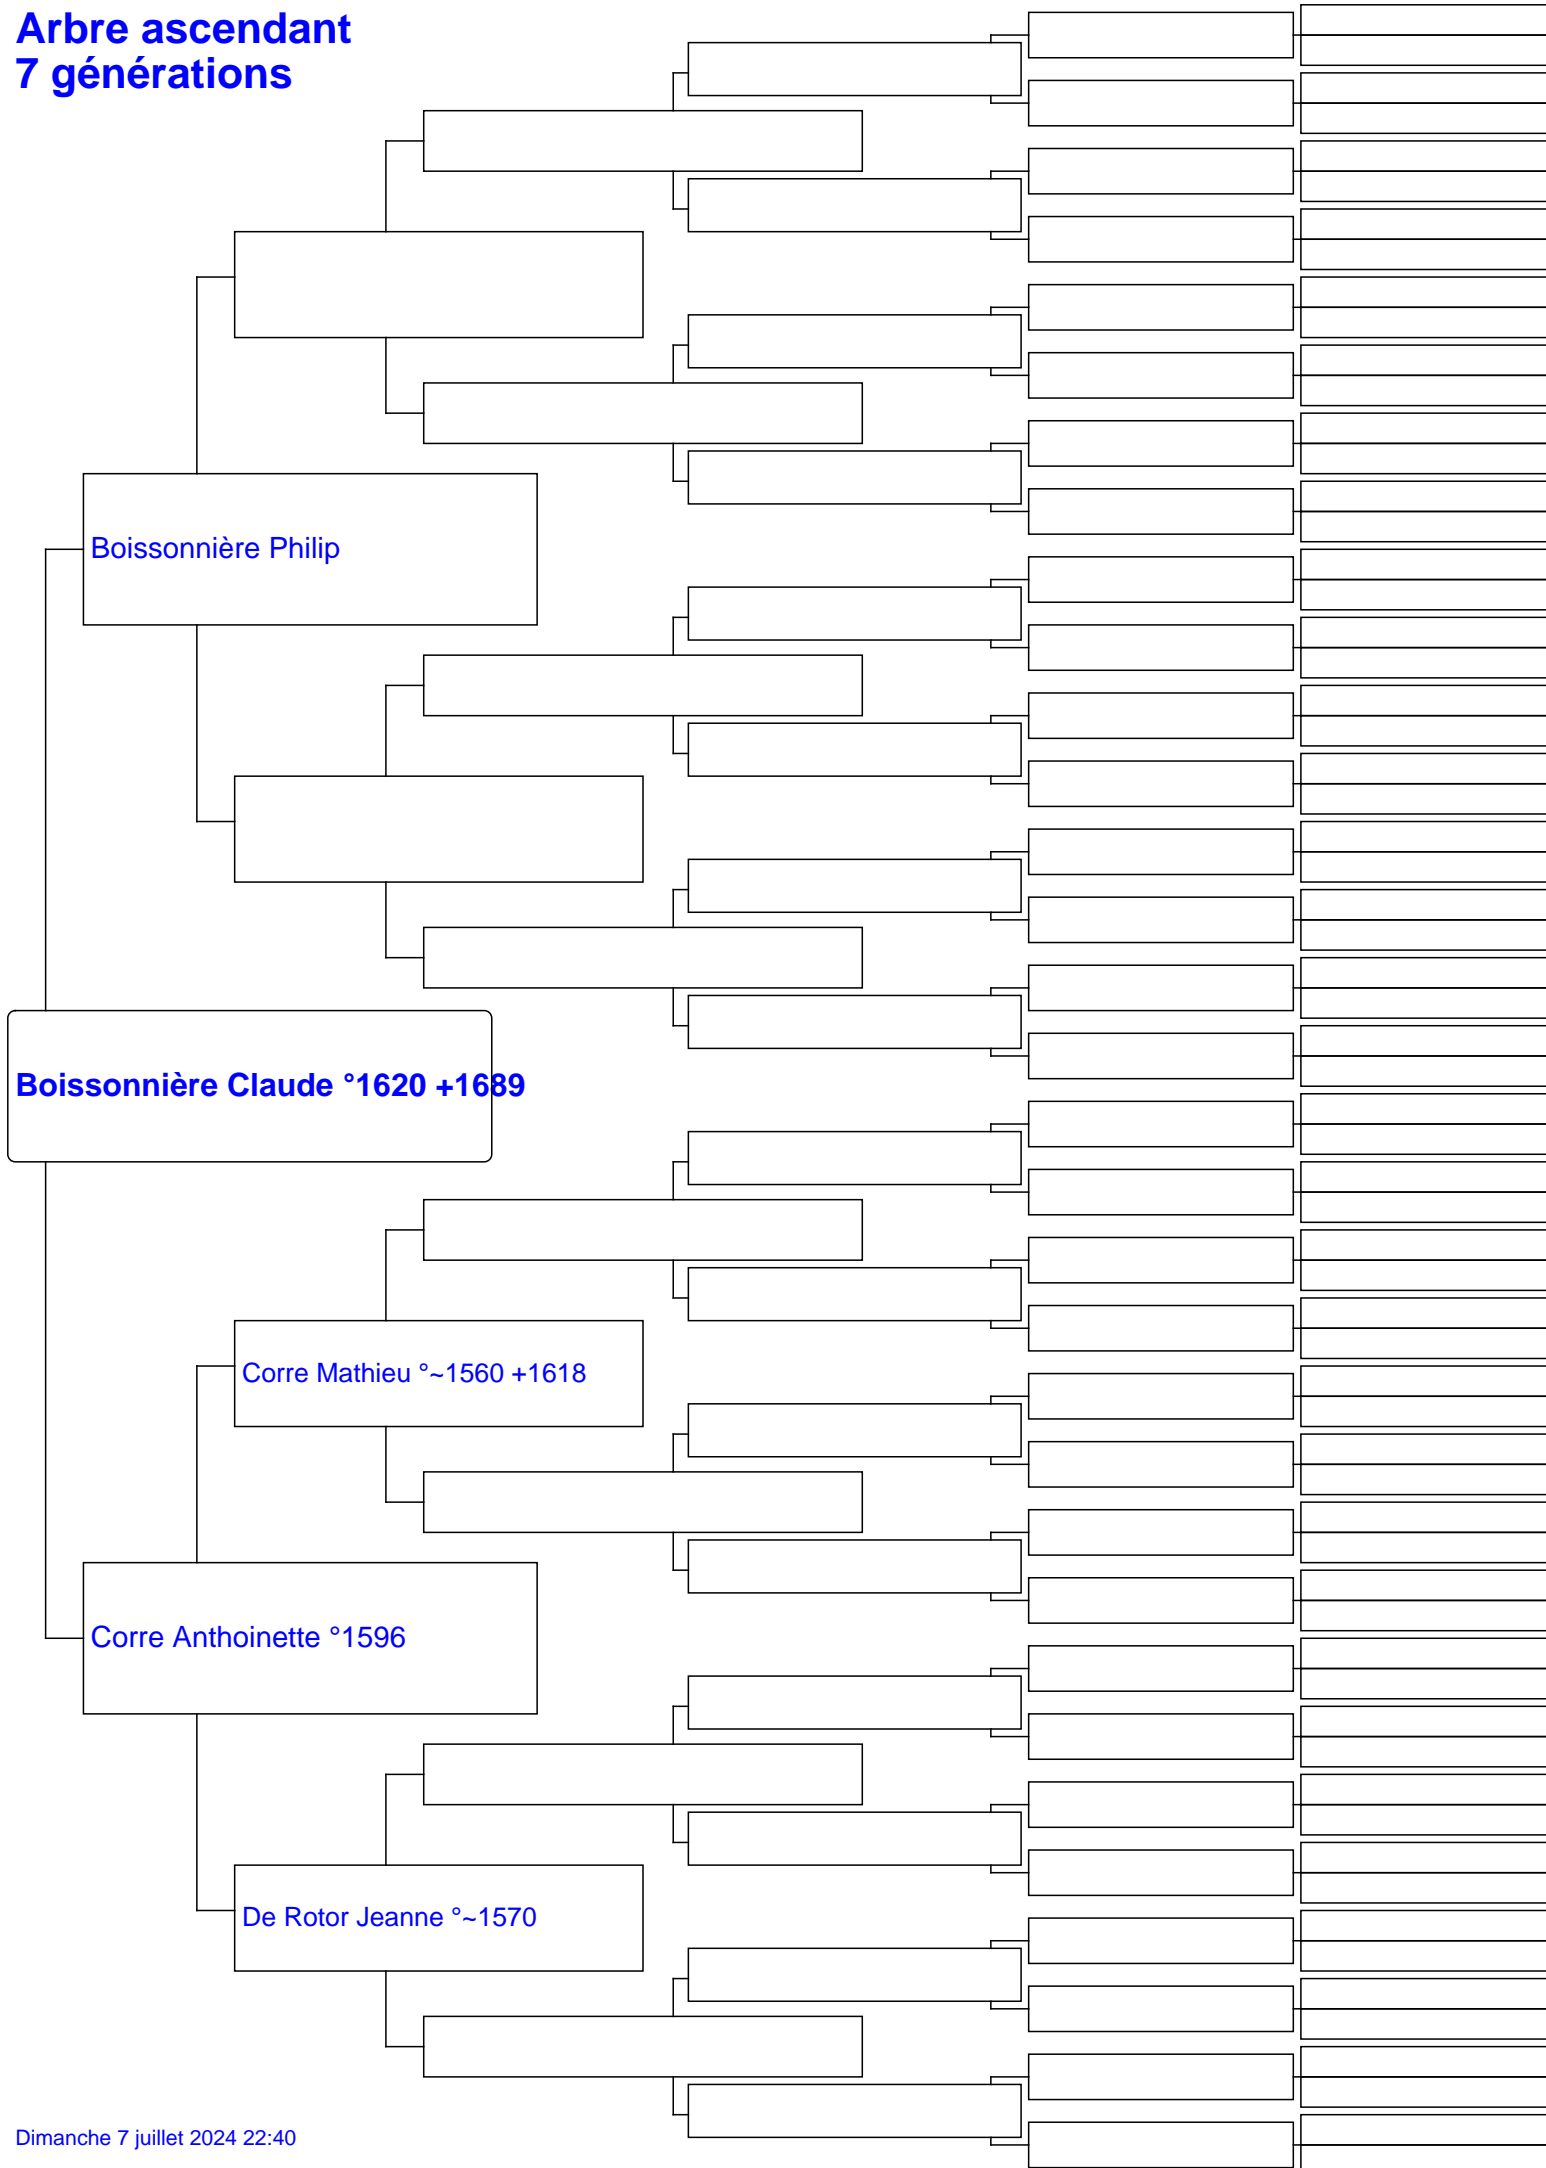 Arbre ascendant
7 générations
Boissonnière Philip
Boissonnière Claude °1620 +1689
Corre Mathieu °~1560 +1618
Corre Anthoinette °1596
De Rotor Jeanne °~1570
Dimanche 7 juillet 2024 22:40